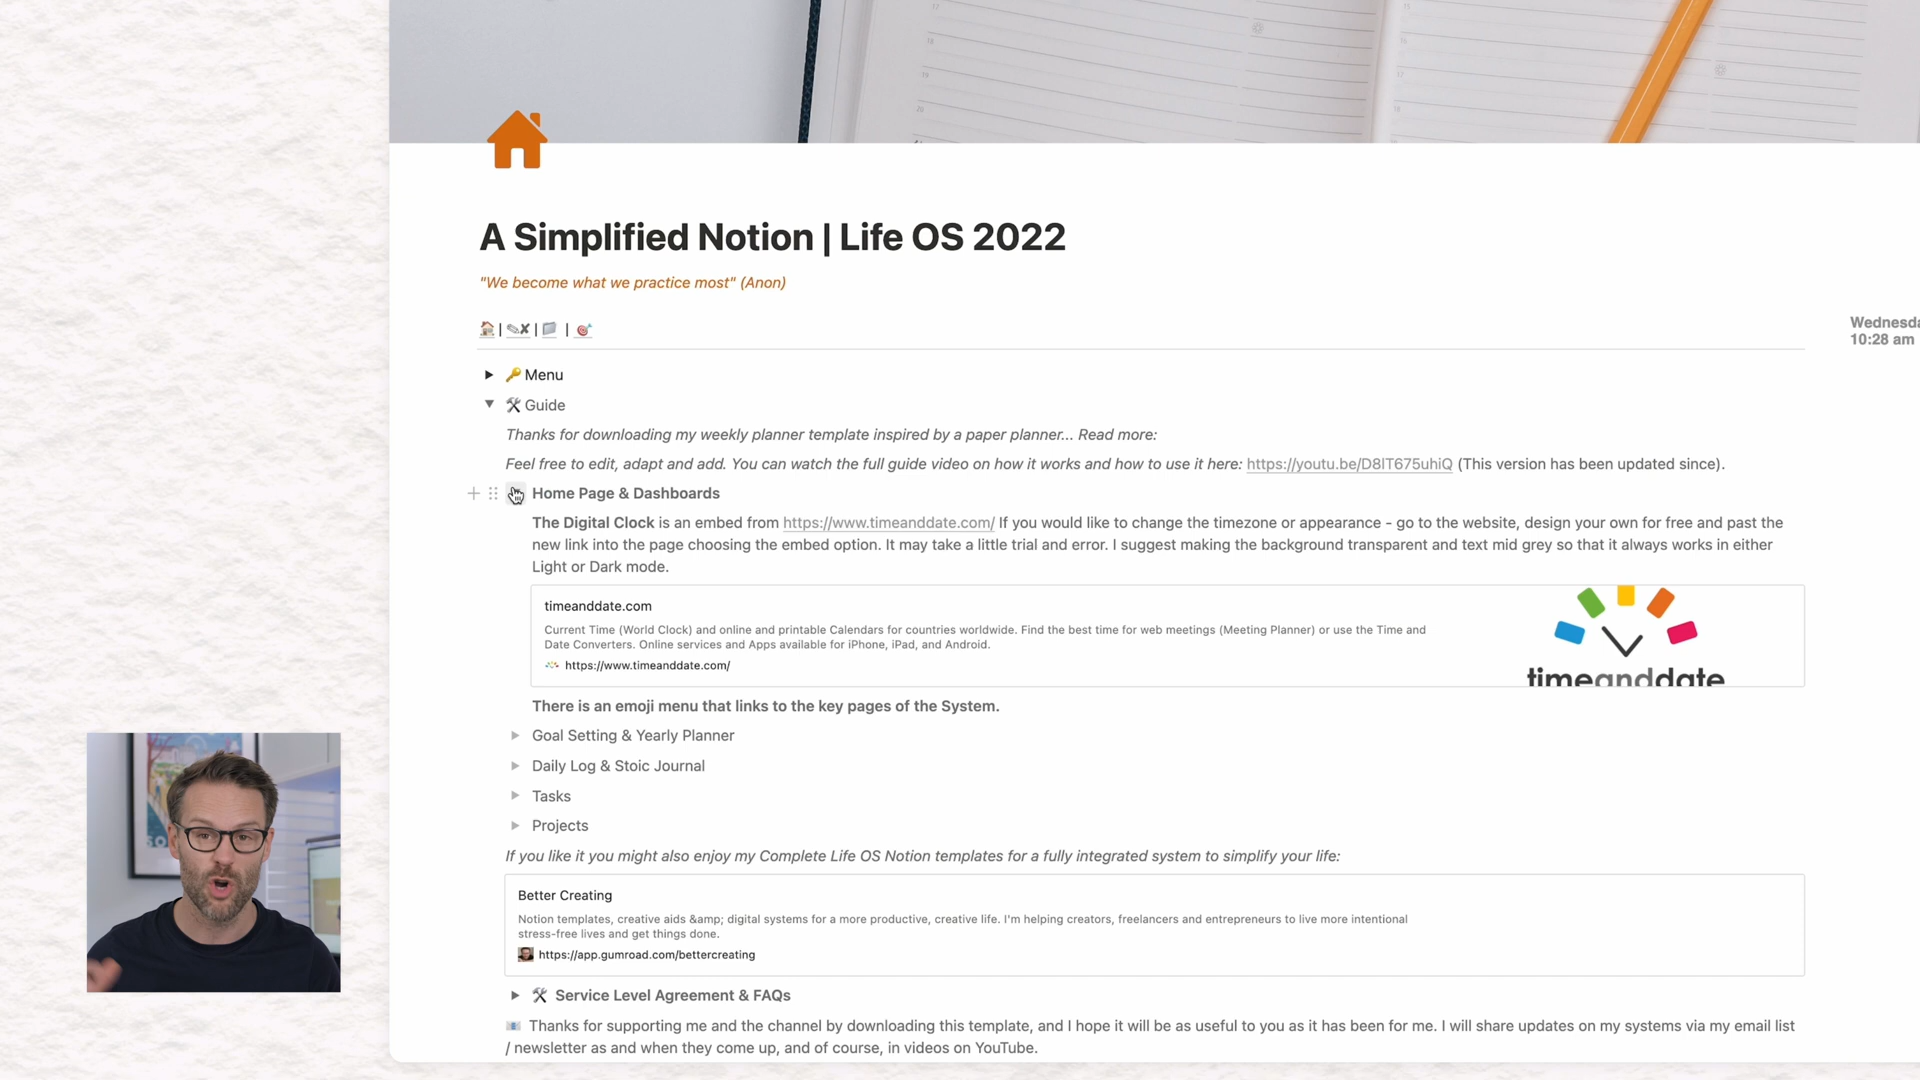 A Simplified Notion | Life OS 2022
"We become what we practice most" (Anon)
Wednesda
10:28 am
Menu
Guide
Thanks for downloading my weekly planner template inspired by a paper planner... Read more:
Feel free to edit, adapt and add. You can watch the full guide video on how it works and how to use it here: https://youtu.be/D8IT675uhiQ (This version has been updated since).
Home Page & Dashboards
The Digital Clock is an embed from https://www.timeanddate.com/ If you would like to change the timezone or appearance - go to the website, design your own for free and past the
new link into the page choosing the embed option. It may take a little trial and error. I suggest making the background transparent and text mid grey so that it always works in either
Light or Dark mode.
timeanddate.com
Current Time (World Clock) and online and printable Calendars for countries worldwide. Find the best time for web meetings (Meeting Planner) or use the Time and
Date Converters. Online services and Apps available for iPhone, iPad, and Android.
https://www.timeanddate.com/
timeanddate
There is an emoji menu that links to the key pages of the System.
Goal Setting & Yearly Planner
Daily Log & Stoic Journal
Tasks
Projects
If you like it you might also enjoy my Complete Life OS Notion templates for a fully integrated system to simplify your life:
Better Creating
Notion templates, creative aids &amp; digital systems for a more productive, creative life. I'm helping creators, freelancers and entrepreneurs to live more intentional
stress-free lives and get things done.
https://app.gumroad.com/bettercreating
Service Level Agreement & FAQs
Thanks for supporting me and the channel by downloading this template, and I hope it will be as useful to you as it has been for me. I will share updates on my systems via my email list
/ newsletter as and when they come up, and of course, in videos on YouTube.